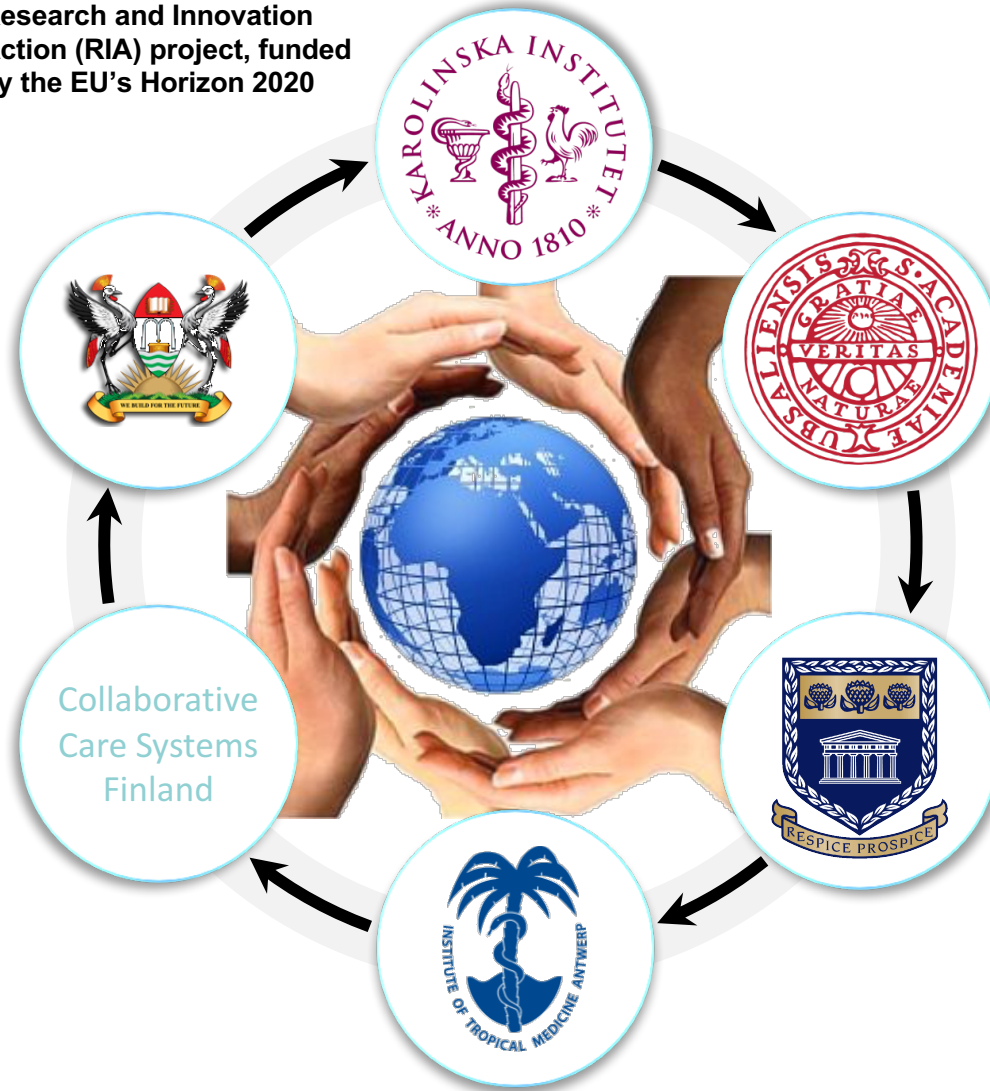 esearch and Innovation
ction (RIA) project, funded
y the EU's Horizon 2020
KAROLINSKA INSTITUTET
* ANNO 1810 *
UBSALIENSIS S·ACADEMIAE
GRATIAE
VERITAS
NATURAE
WE BUILD FOR THE FUTURE
Collaborative
Care Systems
Finland
RESPICE PROSPICE
INSTITUTE OF TROPICAL MEDICINE ANTWERP